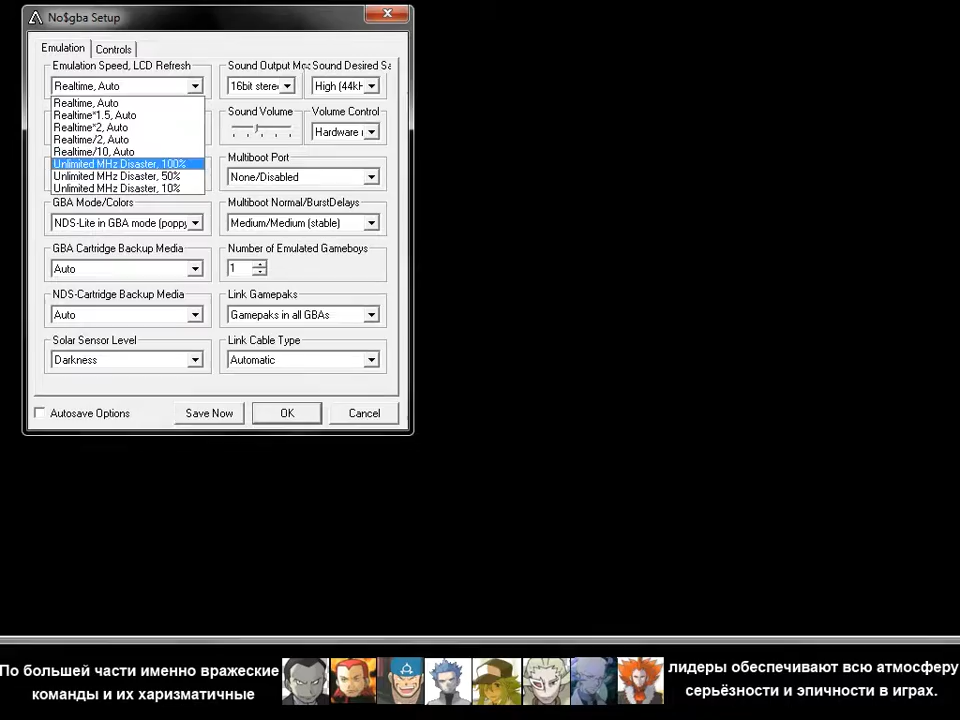 No$gba Setup
Emulation Controls
Emulation Speed, LCD Refresh
Realtime, Auto
Realtime, Auto
Realtime*1.5, Auto
Realtime*2, Auto
Realtime/2, Auto
Realtime/10, Auto
Unlimited MHz Disaster, 100%
Unlimited MHz Disaster, 50%
Unlimited MHz Disaster, 10%
GBA Mode/Colors
NDS-Lite in GBA mode (poppy
GBA Cartridge Backup Media
Auto
NDS-Cartridge Backup Media
Auto
Solar Sensor Level
Darkness
Sound Output Mo
16bit stere
Sound Desired Sa
High (44kH
Sound Volume
Volume Control
Hardware
Multiboot Port
None/Disabled
Multiboot Normal/BurstDelays
Medium/Medium (stable)
Number of Emulated Gameboys
1
Link Gamepaks
Gamepaks in all GBAs
Link Cable Type
Automatic
Autosave Options
Save Now
OK
Cancel
По большей части именно вражеские
команды и их харизматичные
лидеры обеспечивают всю атмосферу
серьёзности и эпичности в играх.